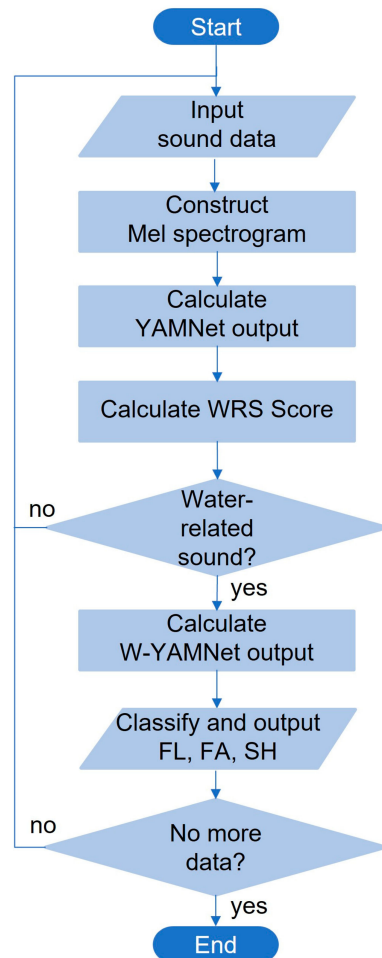 Start
Input
sound data
Construct
Mel spectrogram
Calculate
YAMNet output
Calculate WRS Score
no
Water-
related
sound?
yes
Calculate
W-YAMNet output
Classify and output
FL, FA, SH
no
No more
data?
yes
End